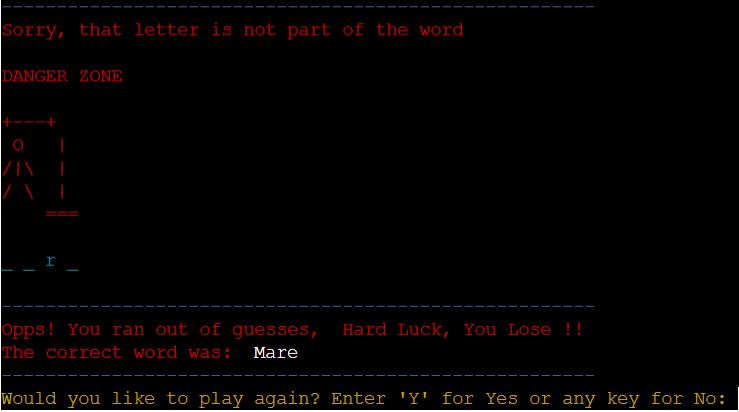 ------------------------------------------------------
Sorry, that letter is not part of the word
DANGER ZONE
+---+
 O   |
/|\  |
/ \  |
    ===
_ _ r _
------------------------------------------------------
Opps! You ran out of guesses,  Hard Luck, You Lose !!
The correct word was:  Mare
------------------------------------------------------
Would you like to play again? Enter 'Y' for Yes or any key for No: